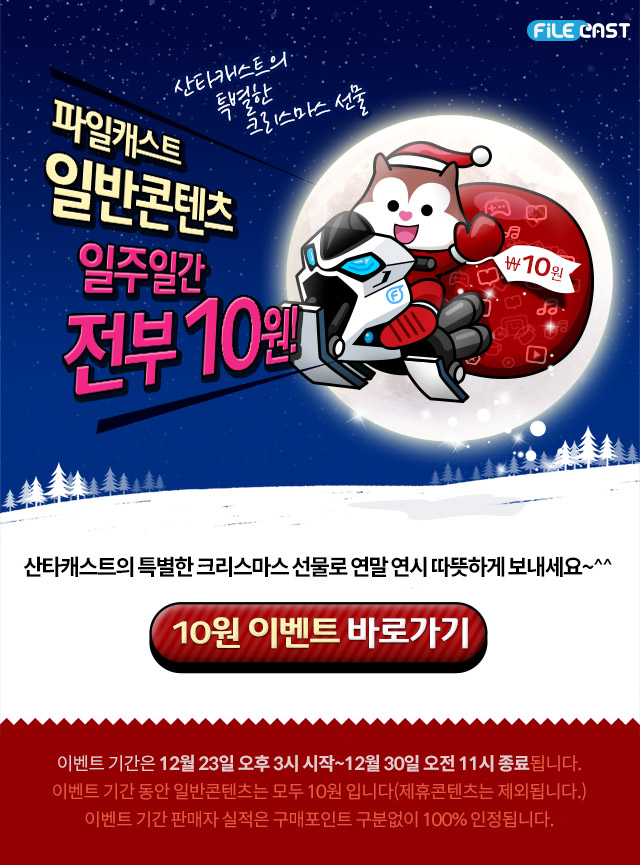 FiLECAST
산타캐스트의
특별한
크리스마스 선물
파일캐스트
일반콘텐츠
일주일간
전부 10원!
₩10원
산타캐스트의 특별한 크리스마스 선물로 연말 연시 따뜻하게 보내세요~^^
10원 이벤트 바로가기
이벤트 기간은 12월 23일 오후 3시 시작~12월 30일 오전 11시 종료됩니다.
이벤트 기간 동안 일반콘텐츠는 모두 10원 입니다(제휴콘텐츠는 제외됩니다.)
이벤트 기간 판매자 실적은 구매포인트 구분없이 100% 인정됩니다.